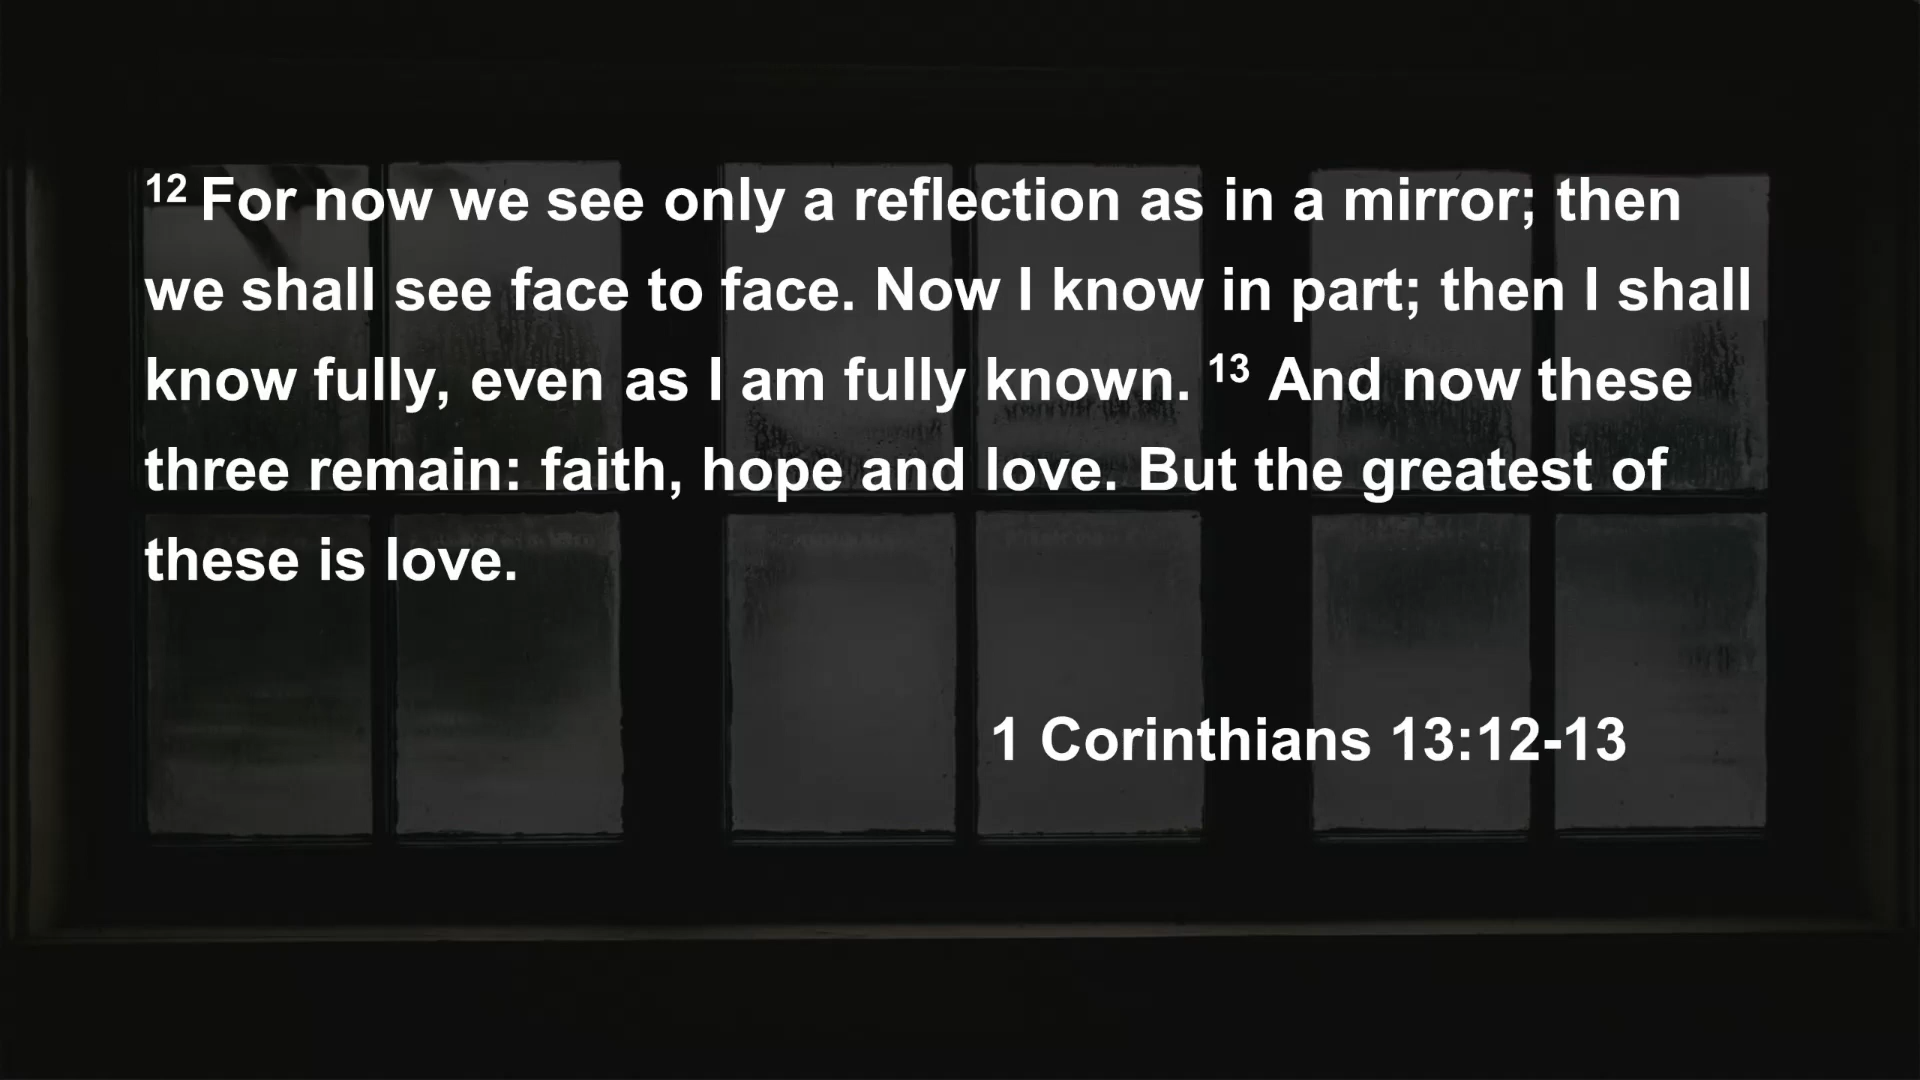 12 For now we see only a reflection as in a mirror; then
we shall see face to face. Now I know in part; then I shall
know fully, even as I am fully known. 13 And now these
three remain: faith, hope and love. But the greatest of
these is love.
1 Corinthians 13:12-13